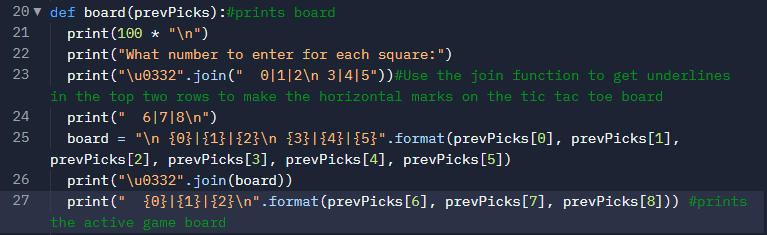 20 def board(prevPicks):#prints board
21 print(100 * "\n")
22 print("What number to enter for each square:")
23 print("\u0332".join("  0|1|2\n 3|4|5"))#Use the join function to get underlines
in the top two rows to make the horizontal marks on the tic tac toe board
24 print("  6|7|8\n")
25 board = "\n {0}|{1}|{2}\n {3}|{4}|{5}".format(prevPicks[0], prevPicks[1],
prevPicks[2], prevPicks[3], prevPicks[4], prevPicks[5])
26 print("\u0332".join(board))
27 print("  {0}|{1}|{2}\n".format(prevPicks[6], prevPicks[7], prevPicks[8])) #prints
the active game board